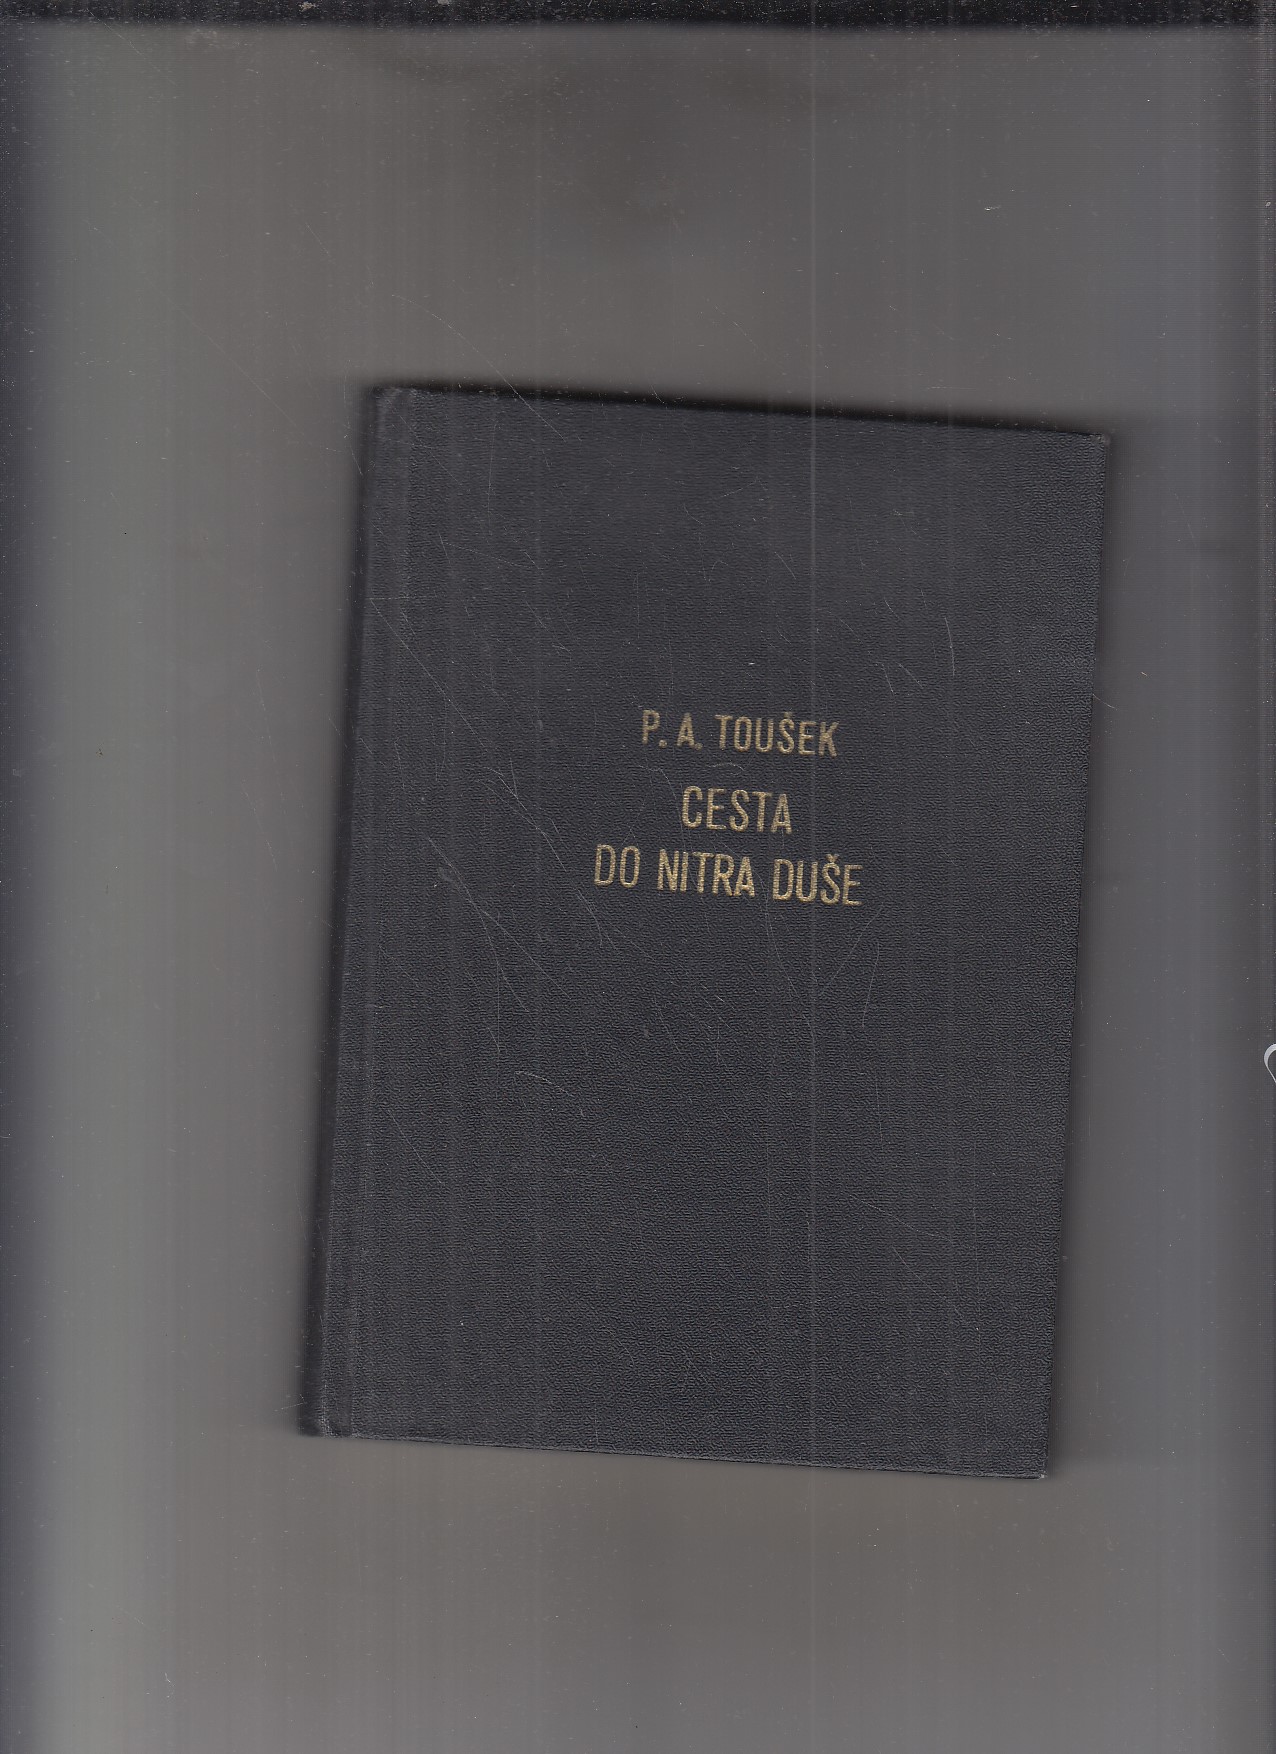 P. A. TOUŠEK
CESTA
DO NITRA DUŠE